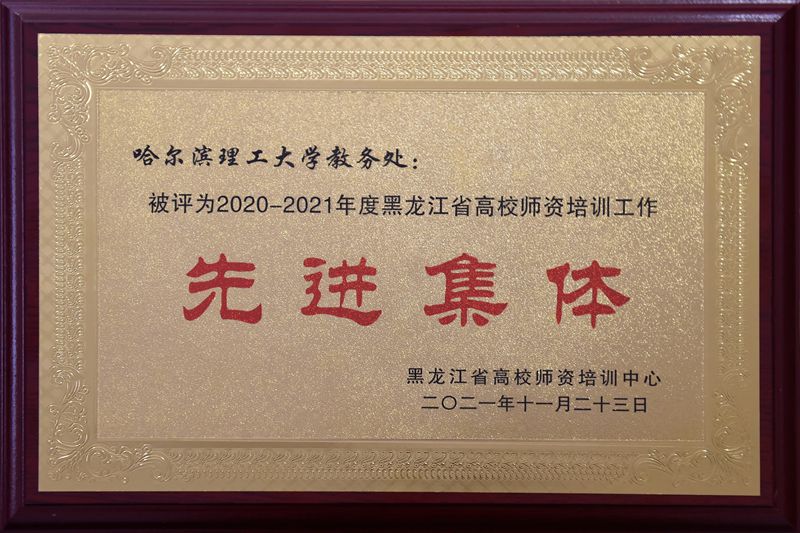 哈尔滨理工大学教务处：
被评为2020-2021年度黑龙江省高校师资培训工作
先进集体
黑龙江省高校师资培训中心
二〇二一年十一月二十三日